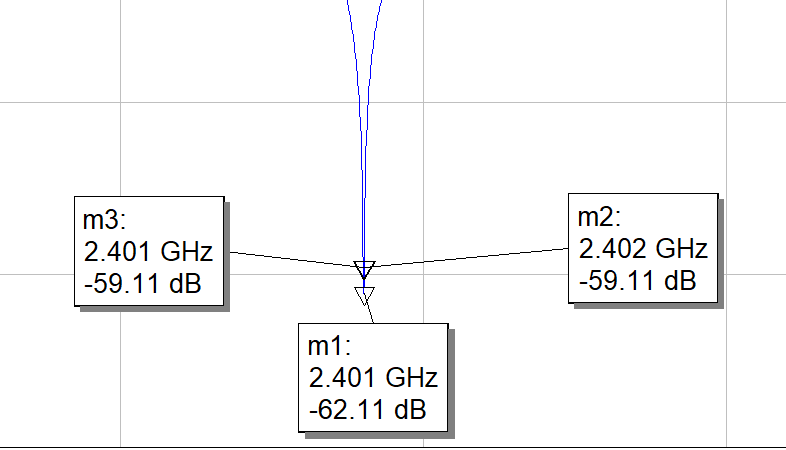 m3:
2.401 GHz
-59.11 dB
m2:
2.402 GHz
-59.11 dB
m1:
2.401 GHz
-62.11 dB